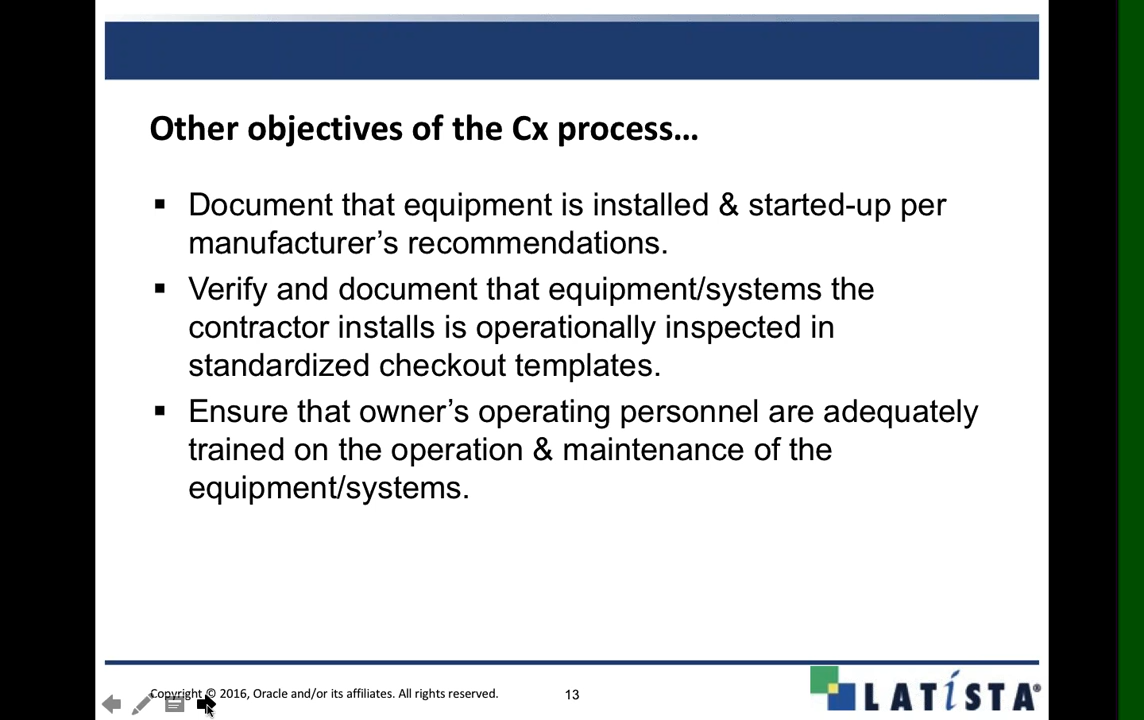 Other objectives of the Cx process…
▪ Document that equipment is installed & started-up per
manufacturer’s recommendations.
▪ Verify and document that equipment/systems the
contractor installs is operationally inspected in
standardized checkout templates.
▪ Ensure that owner’s operating personnel are adequately
trained on the operation & maintenance of the
equipment/systems.
Copyright © 2016, Oracle and/or its affiliates. All rights reserved.
13
LATíSTA®